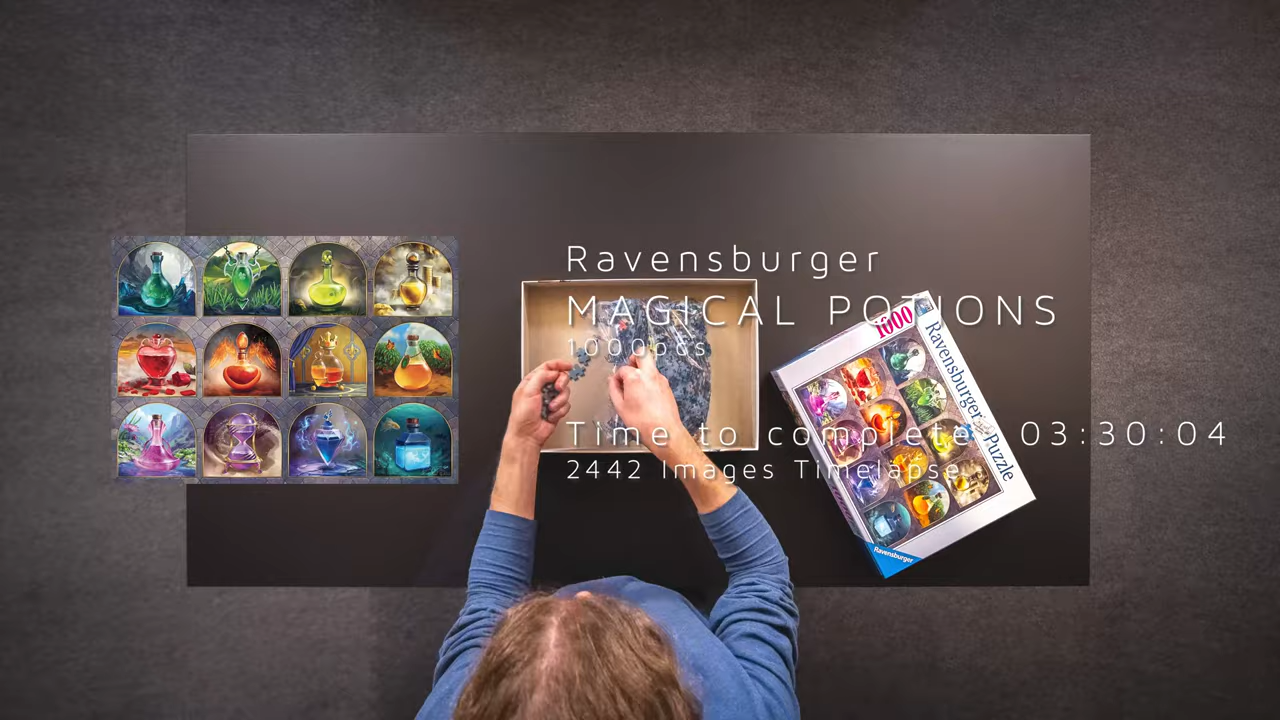 Ravensburger
MAGICAL POTIONS
1000pcs
Time to complete: 03:30:04
2442 Images Timelapse
1000
Ravensburger Puzzle
Ravensburger